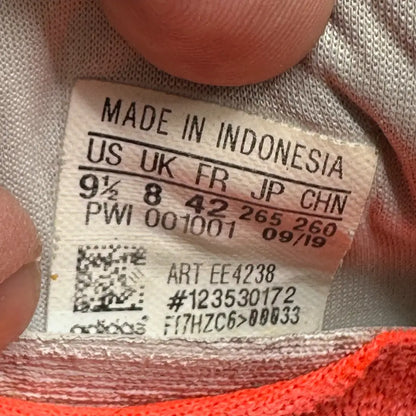 MADE IN INDONESIA
US UK FR JP CHN
9½ 8 42 265 260
PWI 001001 09/19
ART EE4238
#123530172
adidas F17HZC6>00033